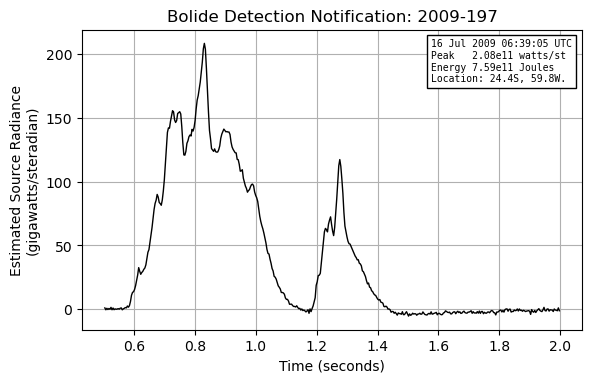 Bolide Detection Notification: 2009-197
16 Jul 2009 06:39:05 UTC
Peak   2.08e11 watts/st
Energy 7.59e11 Joules
Location: 24.4S, 59.8W.
Estimated Source Radiance
(gigawatts/steradian)
200
150
100
50
0
0.6 0.8 1.0 1.2 1.4 1.6 1.8 2.0
Time (seconds)